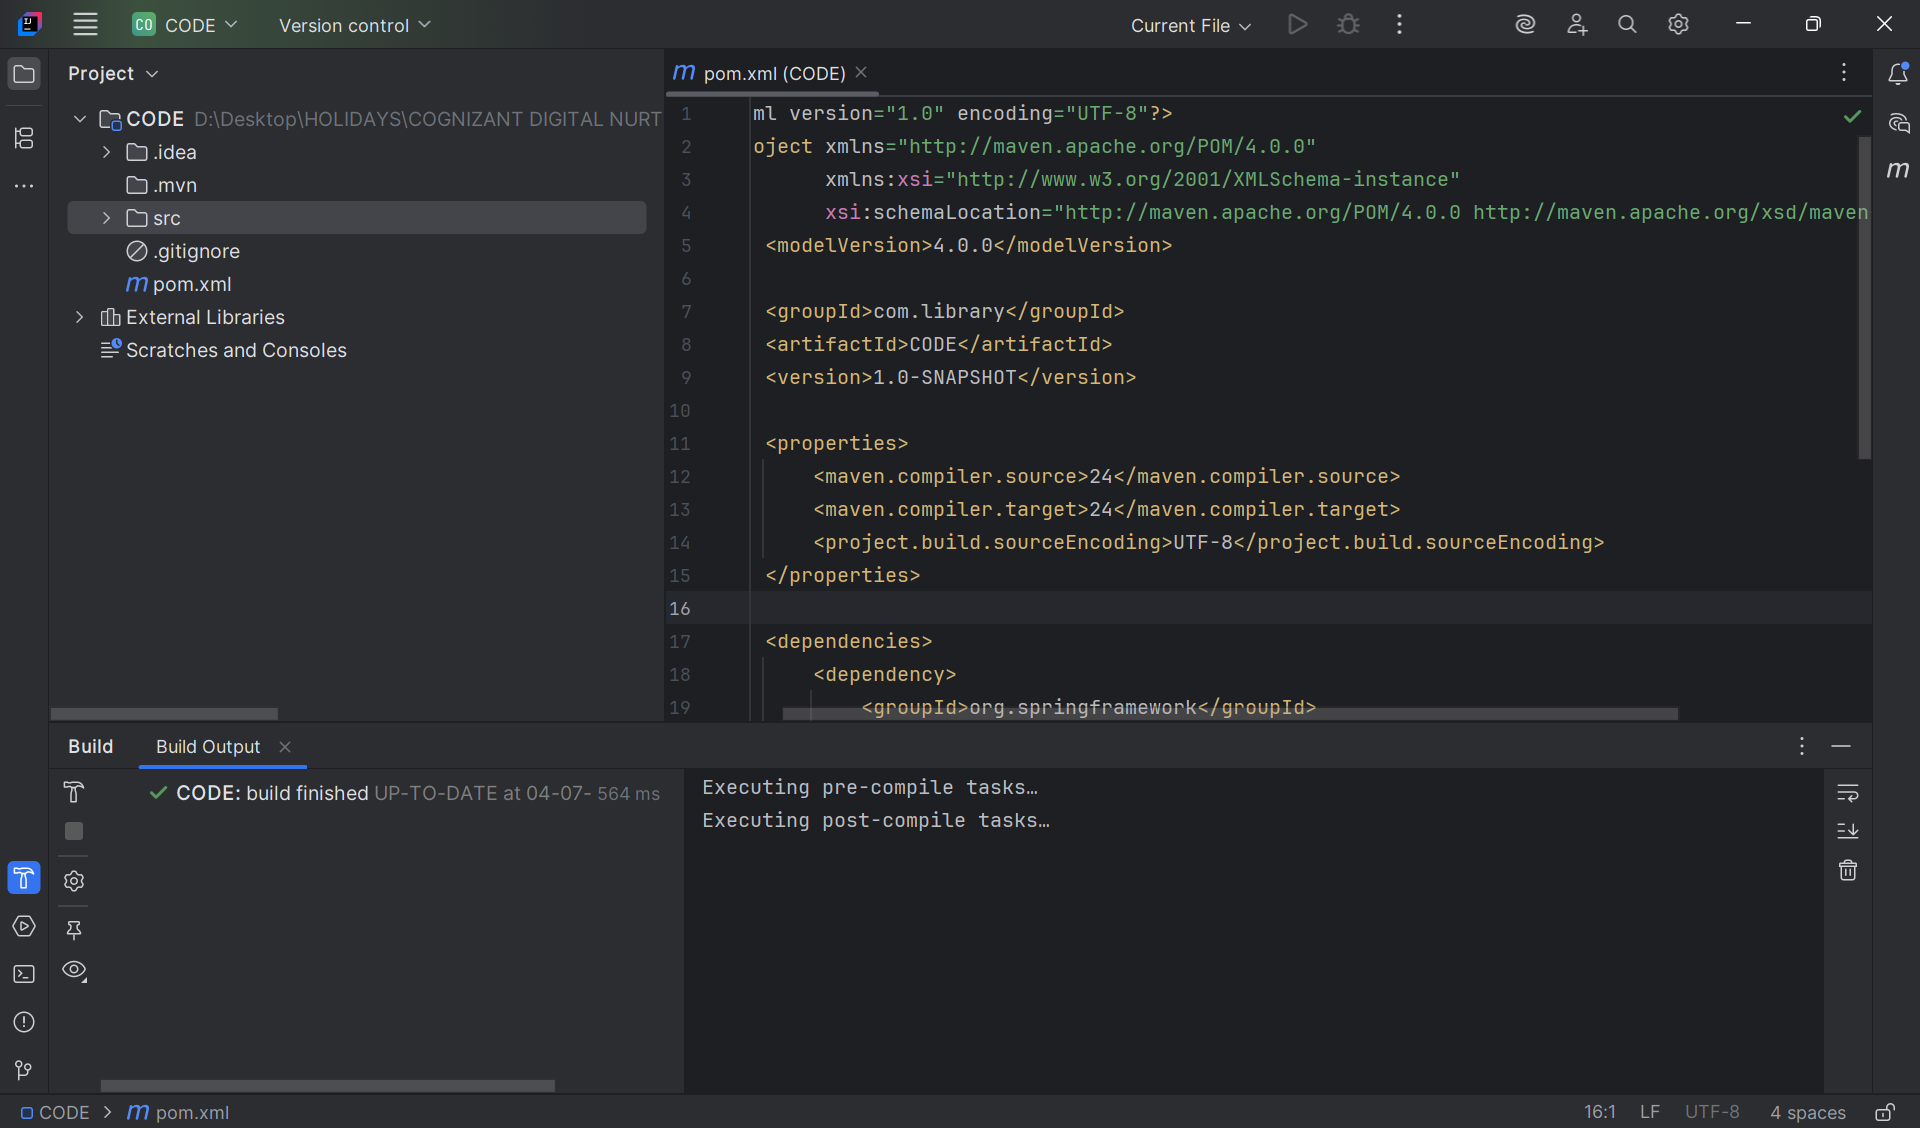 CO CODE Version control Current File
Project
CODE D:\Desktop\HOLIDAYS\COGNIZANT DIGITAL NURT
.idea
.mvn
src
.gitignore
m pom.xml
External Libraries
Scratches and Consoles
m pom.xml (CODE)
1 ml version="1.0" encoding="UTF-8"?>
2 oject xmlns="http://maven.apache.org/POM/4.0.0"
3 xmlns:xsi="http://www.w3.org/2001/XMLSchema-instance"
4 xsi:schemaLocation="http://maven.apache.org/POM/4.0.0 http://maven.apache.org/xsd/maven
5 <modelVersion>4.0.0</modelVersion>
6
7 <groupId>com.library</groupId>
8 <artifactId>CODE</artifactId>
9 <version>1.0-SNAPSHOT</version>
10
11 <properties>
12 <maven.compiler.source>24</maven.compiler.source>
13 <maven.compiler.target>24</maven.compiler.target>
14 <project.build.sourceEncoding>UTF-8</project.build.sourceEncoding>
15 </properties>
16
17 <dependencies>
18 <dependency>
19 <groupId>org.springframework</groupId>
m
Build Build Output
CODE: build finished UP-TO-DATE at 04-07- 564 ms
Executing pre-compile tasks…
Executing post-compile tasks…
CODE > m pom.xml 16:1 LF UTF-8 4 spaces